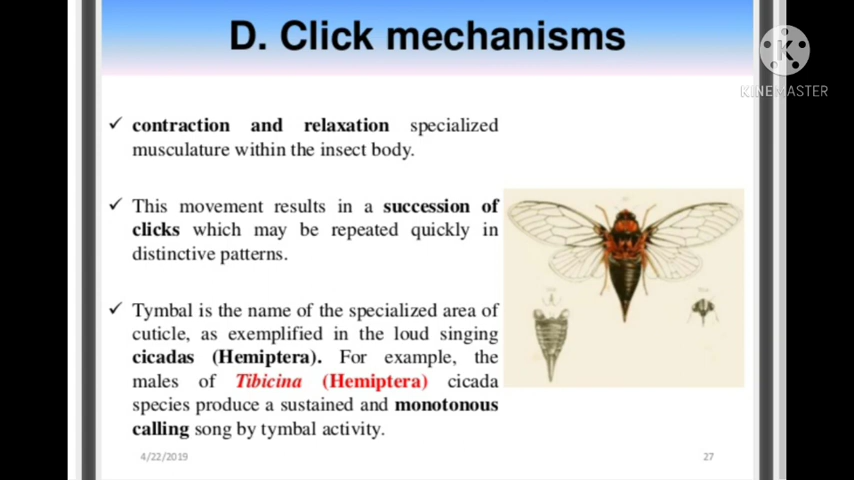 D. Click mechanisms
K
KINEMASTER
✓ contraction and relaxation specialized
musculature within the insect body.
✓ This movement results in a succession of
clicks which may be repeated quickly in
distinctive patterns.
✓ Tymbal is the name of the specialized area of
cuticle, as exemplified in the loud singing
cicadas (Hemiptera). For example, the
males of Tibicina (Hemiptera) cicada
species produce a sustained and monotonous
calling song by tymbal activity.
4/22/2019
27